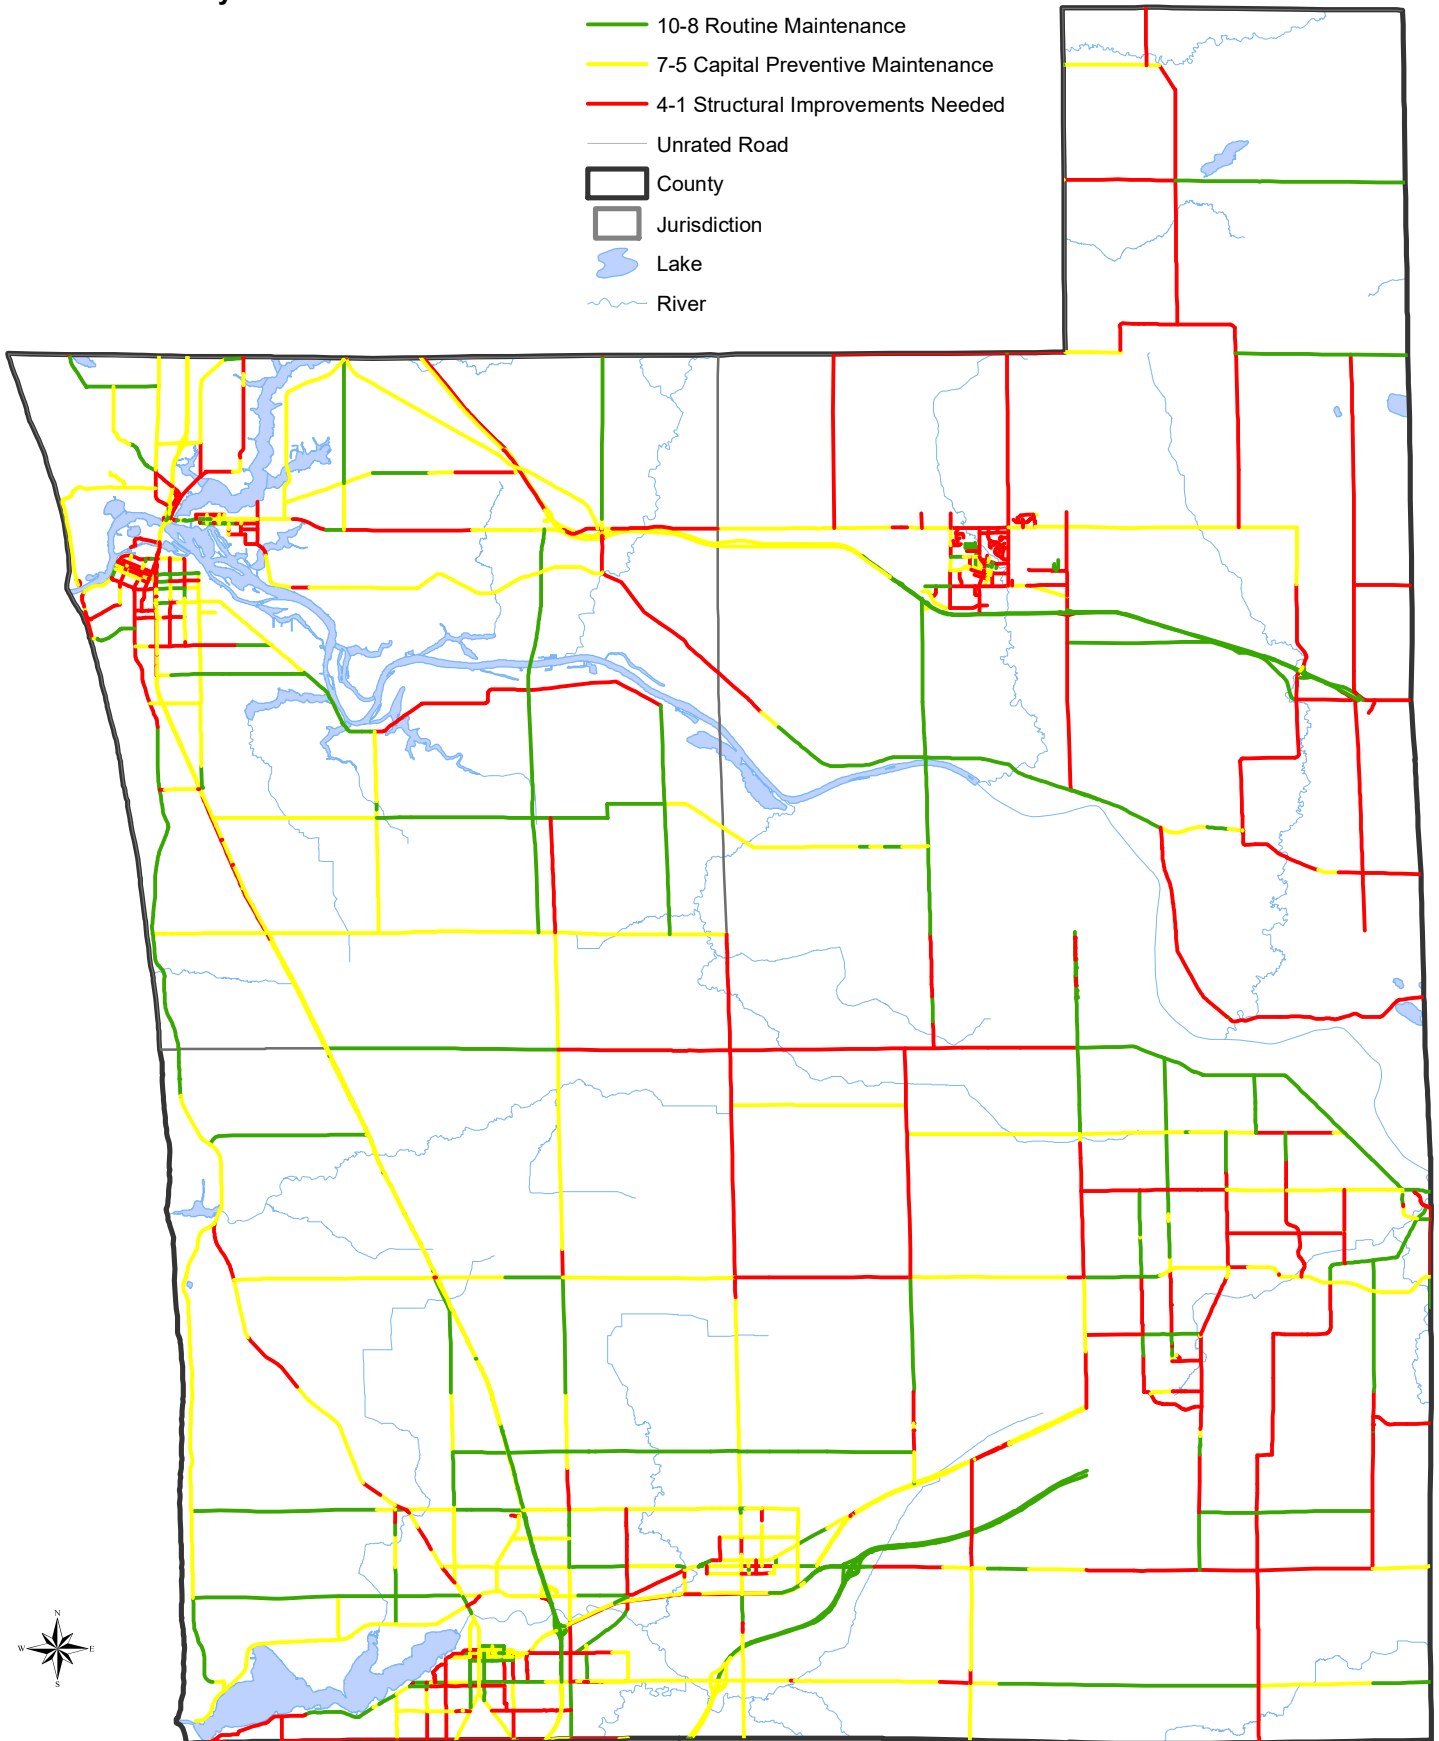 10-8 Routine Maintenance
7-5 Capital Preventive Maintenance
4-1 Structural Improvements Needed
Unrated Road
County
Jurisdiction
Lake
River
N
W E
S